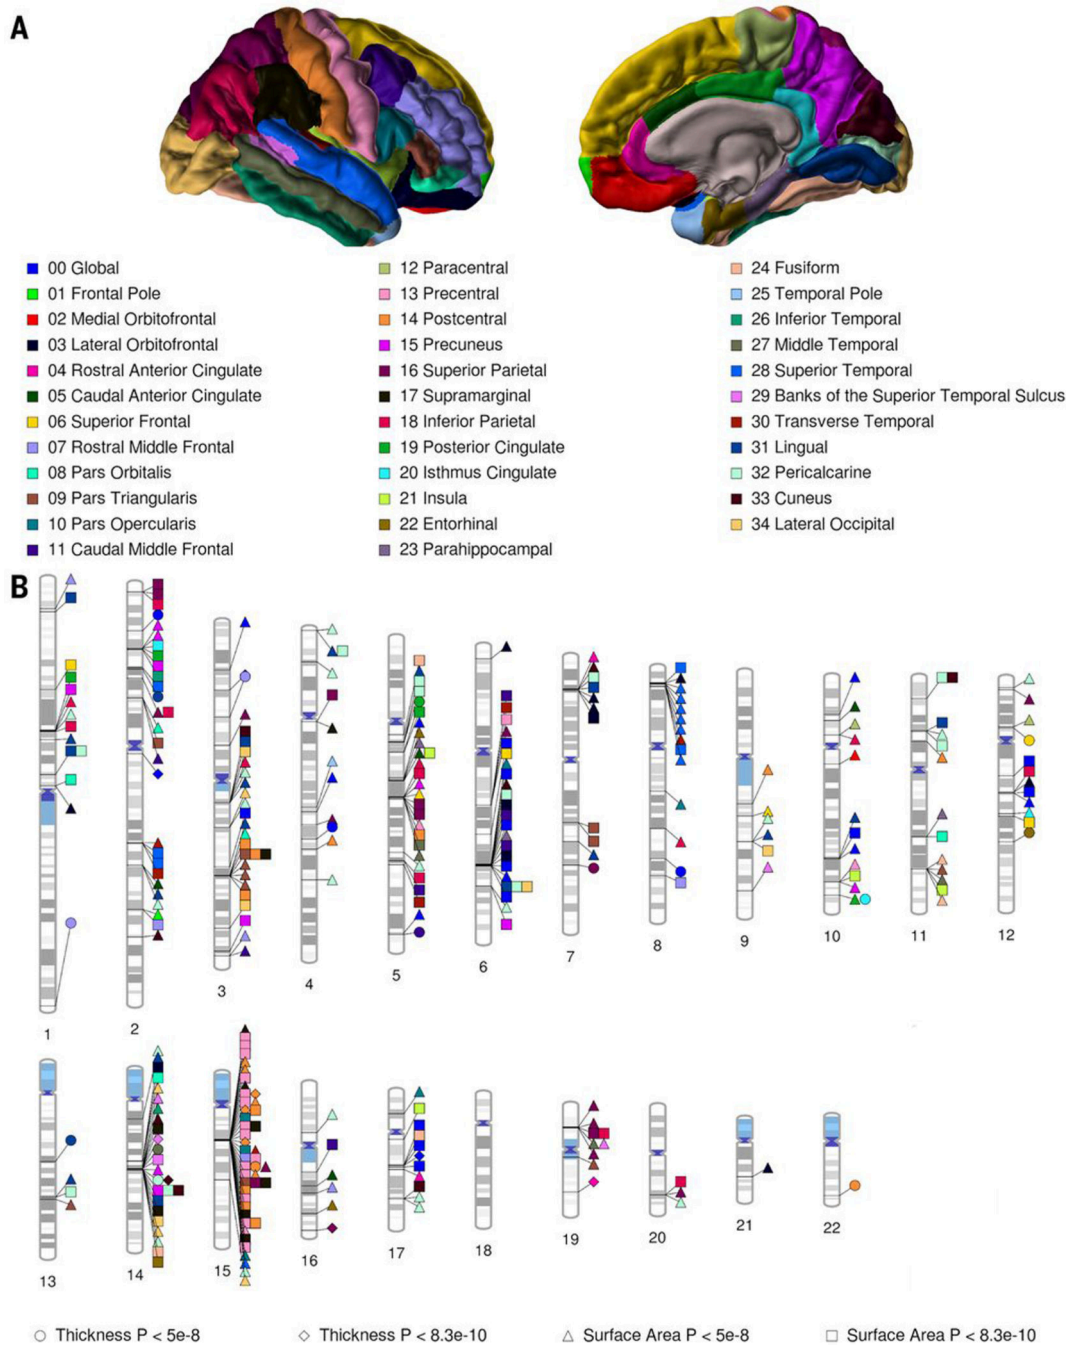 A
00 Global
01 Frontal Pole
02 Medial Orbitofrontal
03 Lateral Orbitofrontal
04 Rostral Anterior Cingulate
05 Caudal Anterior Cingulate
06 Superior Frontal
07 Rostral Middle Frontal
08 Pars Orbitalis
09 Pars Triangularis
10 Pars Opercularis
11 Caudal Middle Frontal
12 Paracentral
13 Precentral
14 Postcentral
15 Precuneus
16 Superior Parietal
17 Supramarginal
18 Inferior Parietal
19 Posterior Cingulate
20 Isthmus Cingulate
21 Insula
22 Entorhinal
23 Parahippocampal
24 Fusiform
25 Temporal Pole
26 Inferior Temporal
27 Middle Temporal
28 Superior Temporal
29 Banks of the Superior Temporal Sulcus
30 Transverse Temporal
31 Lingual
32 Pericalcarine
33 Cuneus
34 Lateral Occipital
B
1 2 3 4 5 6 7 8 9 10 11 12
13 14 15 16 17 18 19 20 21 22
Thickness P < 5e-8 Thickness P < 8.3e-10 Surface Area P < 5e-8 Surface Area P < 8.3e-10